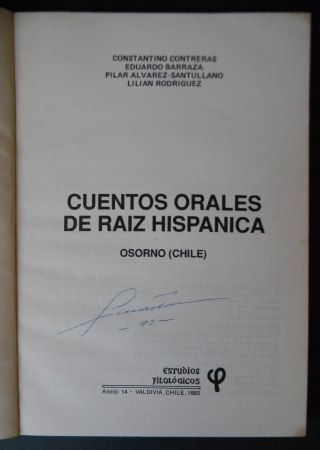 CONSTANTINO CONTRERAS
EDUARDO BARRAZA
PILAR ALVAREZ-SANTULLANO
LILIAN RODRIGUEZ
CUENTOS ORALES
DE RAIZ HISPANICA
OSORNO (CHILE)
-92-
ESTUDIOS
FILOLÓGICOS
φ
Anejo 14 - VALDIVIA, CHILE, 1992